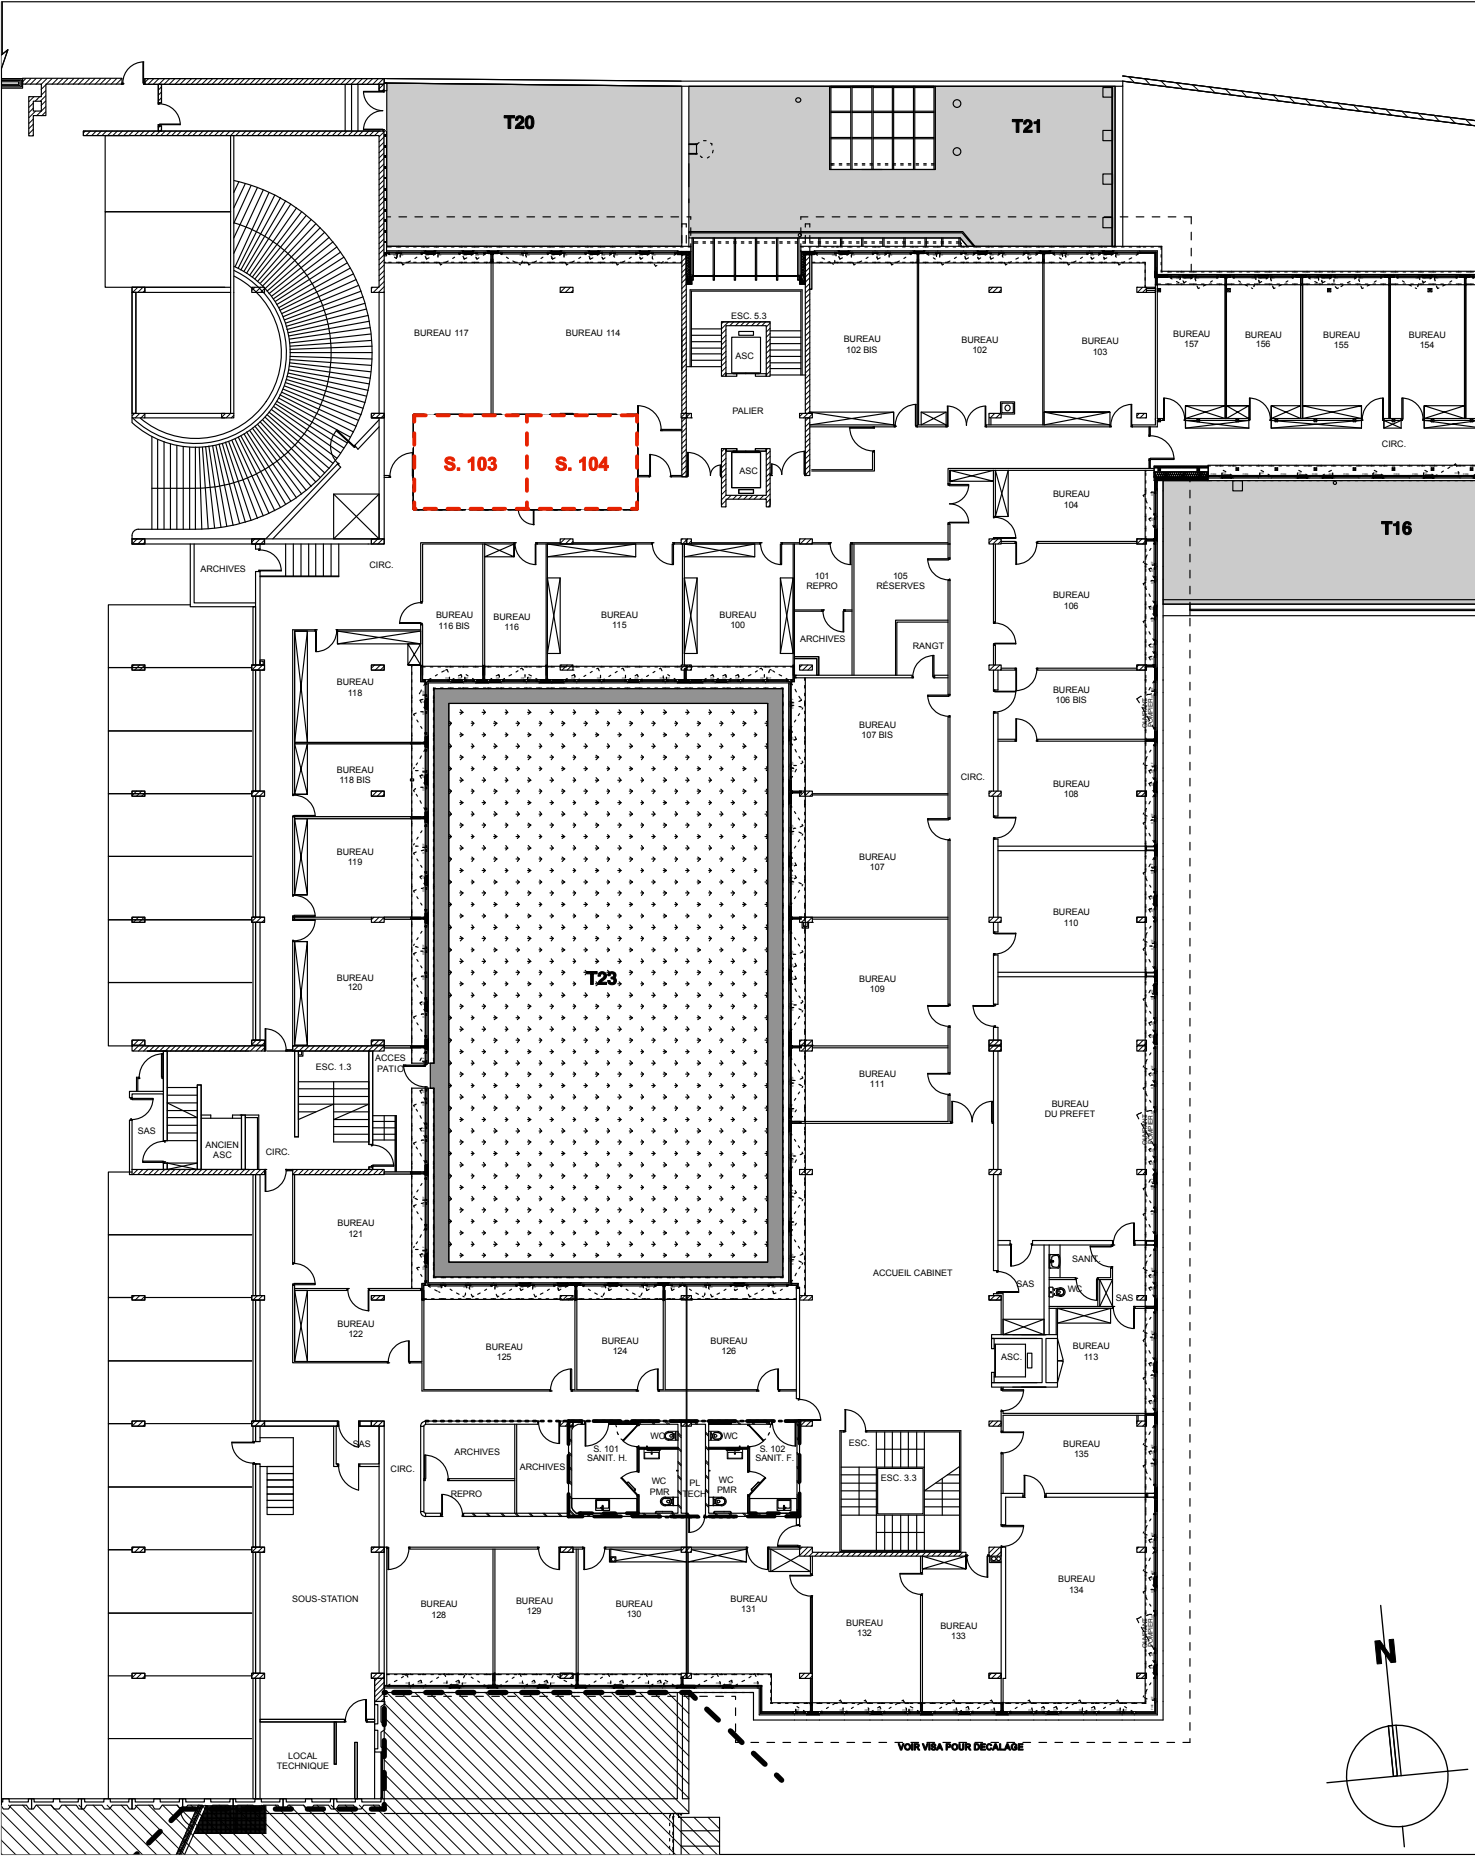 T20
T21
ESC. 5.3
BUREAU 117
BUREAU 114
ASC
BUREAU
102 BIS
BUREAU
102
BUREAU
103
BUREAU
157
BUREAU
156
BUREAU
155
BUREAU
154
PALIER
CIRC.
S. 103
S. 104
ASC
BUREAU
104
T16
ARCHIVES
CIRC.
101
REPRO
105
RÉSERVES
BUREAU
116 BIS
BUREAU
116
BUREAU
115
BUREAU
100
BUREAU
106
ARCHIVES
RANGT
BUREAU
118
BUREAU
106 BIS
BUREAU
107 BIS
BUREAU
118 BIS
CIRC.
BUREAU
108
BUREAU
119
BUREAU
107
BUREAU
110
BUREAU
120
T23
BUREAU
109
ESC. 1.3
ACCES
PATIO
BUREAU
111
BUREAU
DU PREFET
SAS
ANCIEN
ASC
CIRC.
BUREAU
121
ACCUEIL CABINET
SANIT.
SAS
WC
SAS
BUREAU
122
BUREAU
125
BUREAU
124
BUREAU
126
ASC.
BUREAU
113
SAS
ARCHIVES
S. 101
SANIT. H.
WC
WC
S. 102
SANIT. F.
ESC.
BUREAU
135
CIRC.
ARCHIVES
WC
PMR
PL
TECH
WC
PMR
ESC. 3.3
REPRO
SOUS-STATION
BUREAU
128
BUREAU
129
BUREAU
130
BUREAU
131
BUREAU
132
BUREAU
133
BUREAU
134
N
LOCAL
TECHNIQUE
VOIR VISA POUR DECALAGE